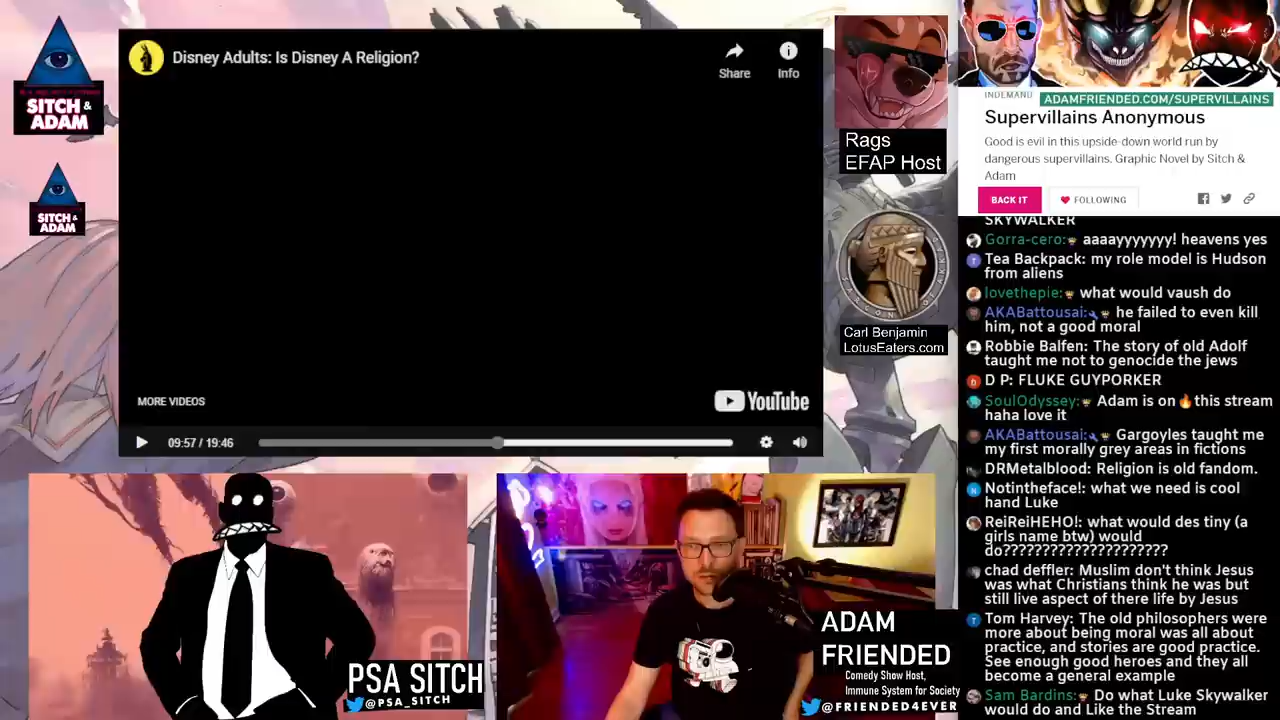 SITCH &
ADAM
SITCH &
ADAM
Disney Adults: Is Disney A Religion?
Share
Info
MORE VIDEOS
YouTube
09:57 / 19:46
Rags
EFAP Host
SARGON OF AKKAD
Carl Benjamin
LotusEaters.com
INDEMAND
ADAMFRIENDED.COM/SUPERVILLAINS
Supervillains Anonymous
Good is evil in this upside-down world run by
dangerous supervillains. Graphic Novel by Sitch &
Adam
BACK IT
FOLLOWING
SKYWALKER
Gorra-cero: aaaayyyyyyy! heavens yes
Tea Backpack: my role model is Hudson
from aliens
lovethepie: what would vaush do
AKABattousai: he failed to even kill
him, not a good moral
Robbie Balfen: The story of old Adolf
taught me not to genocide the jews
D P: FLUKE GUYPORKER
SoulOdyssey: Adam is on 🔥this stream
haha love it
AKABattousai: Gargoyles taught me
my first morally grey areas in fictions
DRMetalblood: Religion is old fandom.
Notintheface!: what we need is cool
hand Luke
ReiReiHEHO!: what would des tiny (a
girls name btw) would
do?????????????????????
chad deffler: Muslim don't think Jesus
was what Christians think he was but
still live aspect of there life by Jesus
Tom Harvey: The old philosophers were
more about being moral was all about
practice, and stories are good practice.
See enough good heroes and they all
become a general example
Sam Bardins: Do what Luke Skywalker
would do and Like the Stream
PSA SITCH
@PSA_SITCH
ADAM
FRIENDED
Comedy Show Host,
Immune System for Society
@FRIENDED4EVER